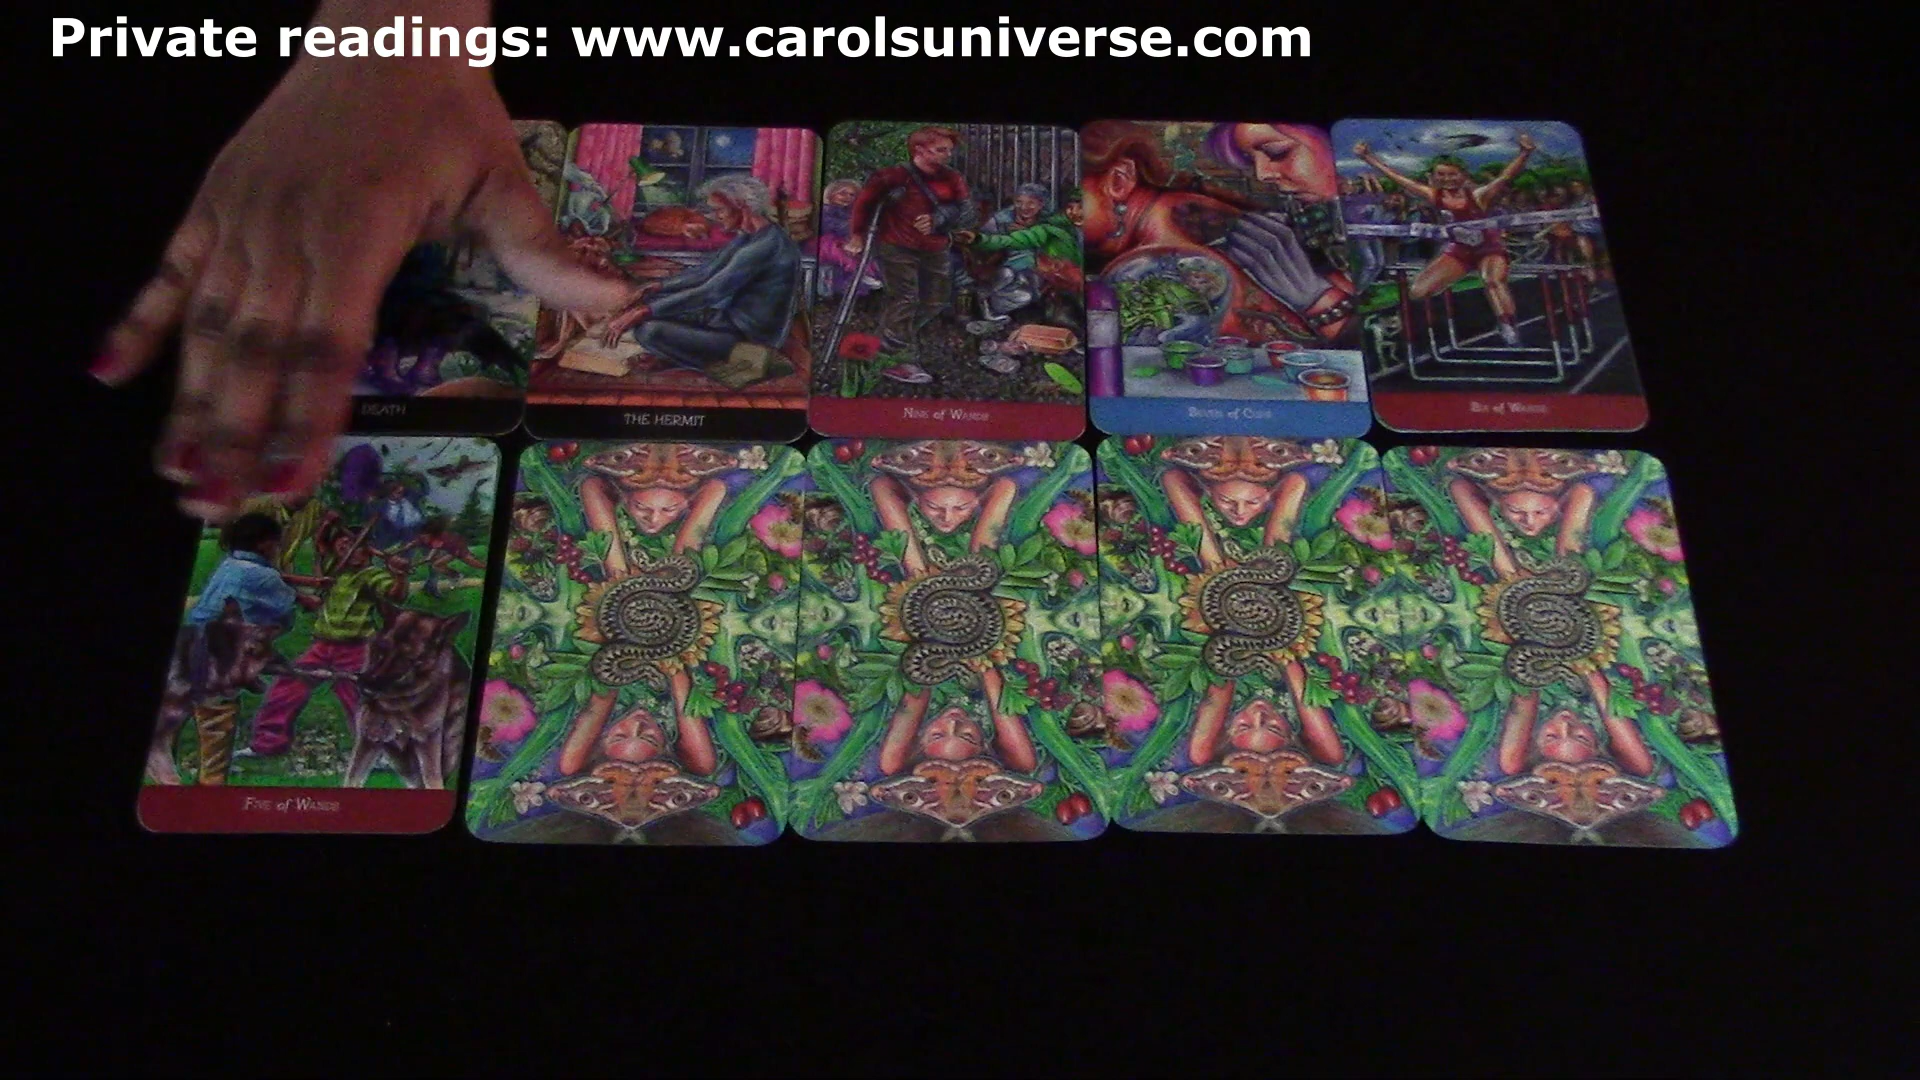 Private readings: www.carolsuniverse.com
DEATH
THE HERMIT
Nine of Wands
Seven of Cups
Six of Wands
Five of Wands